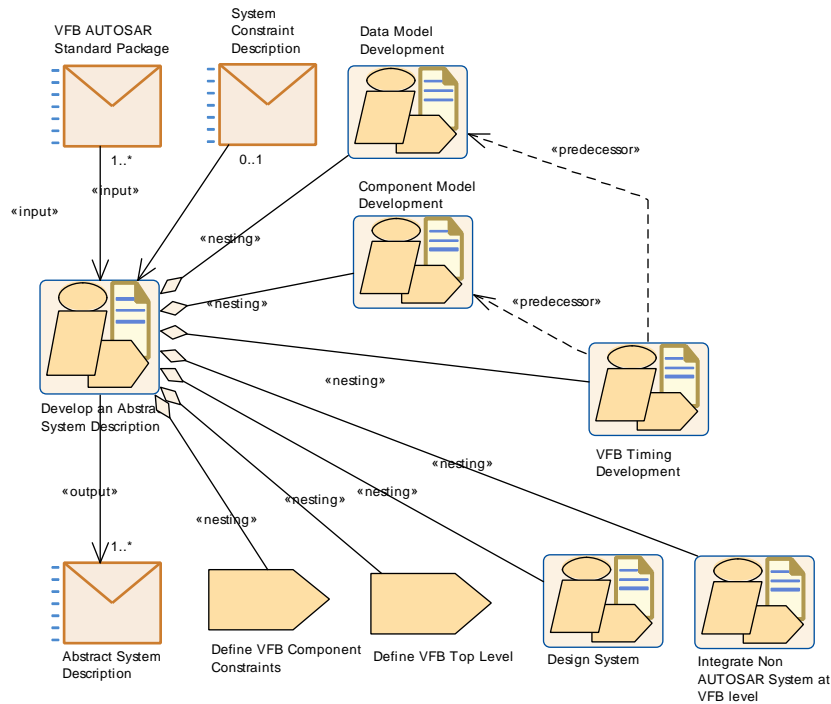 VFB AUTOSAR
Standard Package
System
Constraint
Description
Data Model
Development
1..*
0..1
«input»
«input»
«predecessor»
Component Model
Development
«nesting»
«nesting»
«predecessor»
«nesting»
Develop an Abstra
System Description
VFB Timing
Development
«nesting»
«output»
«nesting»
«nesting»
«nesting»
1..*
Abstract System
Description
Define VFB Component
Constraints
Define VFB Top Level
Design System
Integrate Non
AUTOSAR System at
VFB level